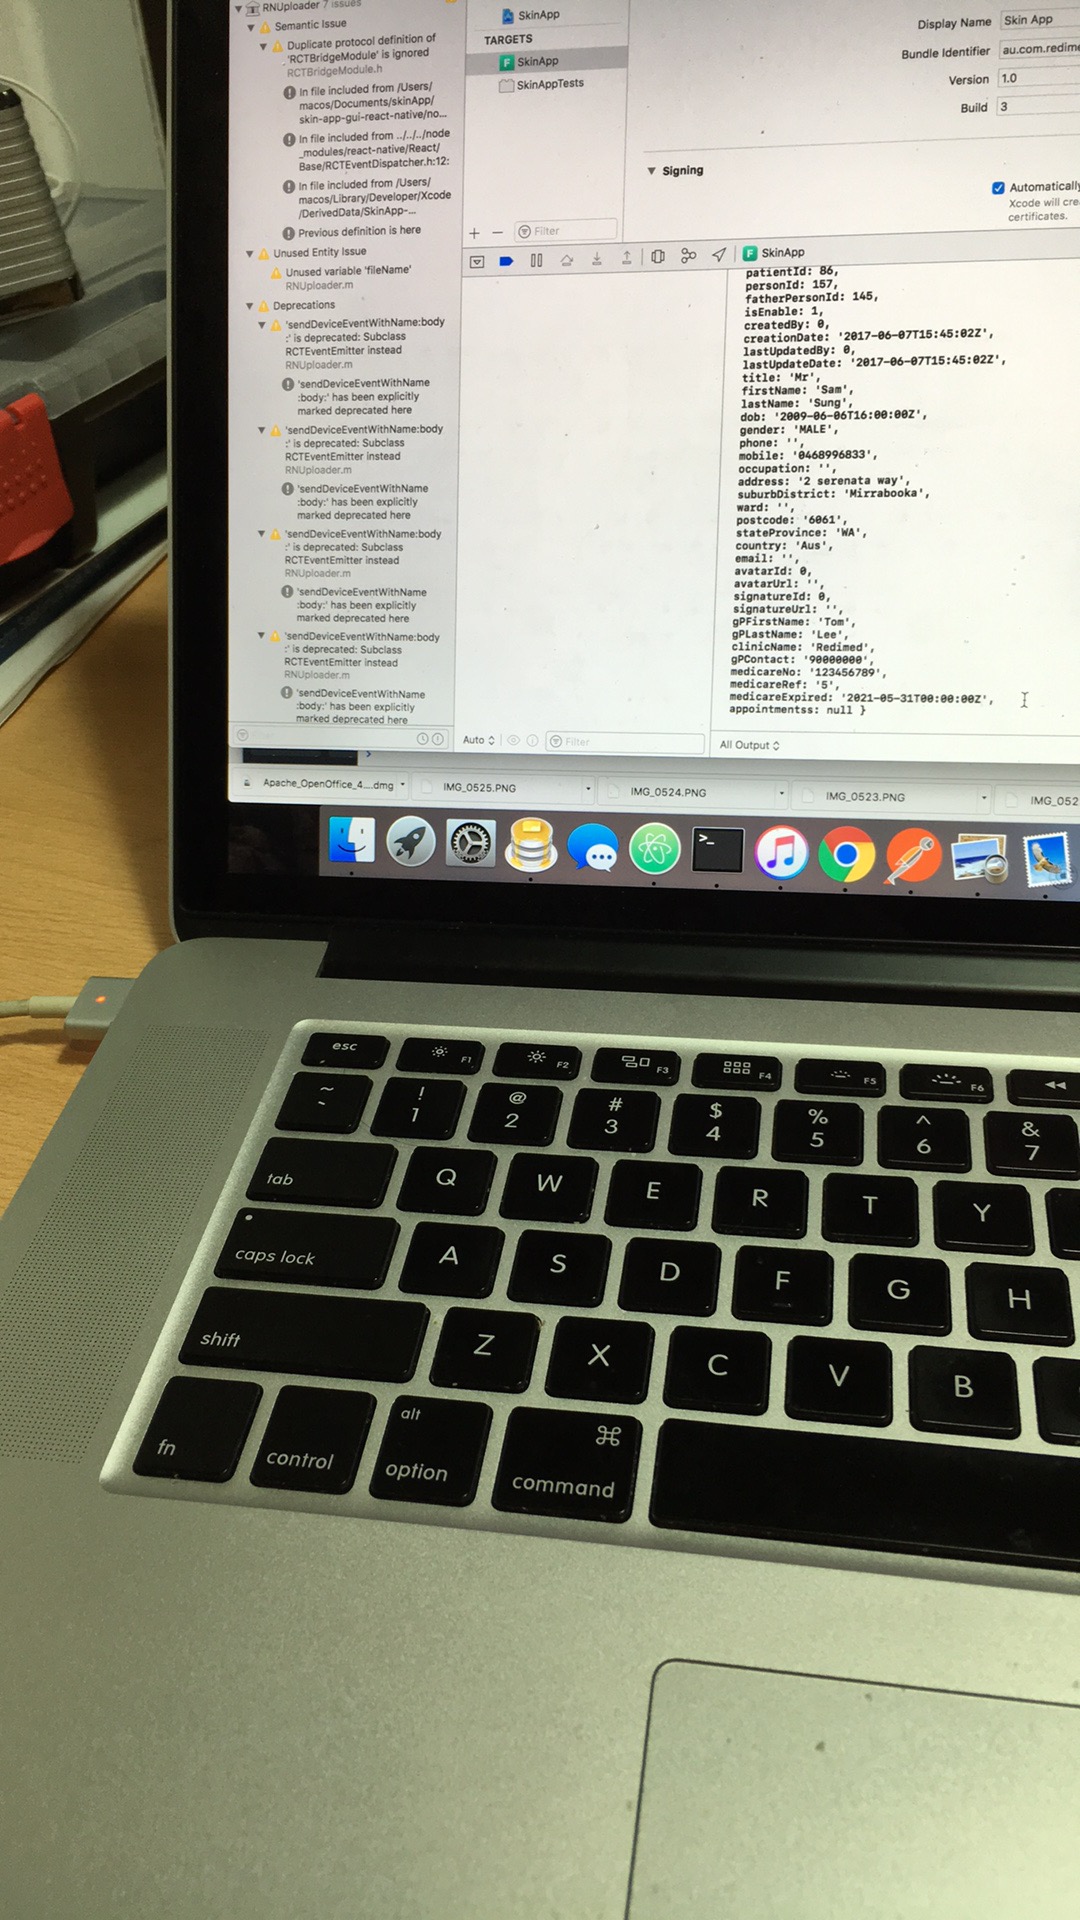 RNUploader 7 issues
Semantic Issue
Duplicate protocol definition of
'RCTBridgeModule' is ignored
RCTBridgeModule.h
In file included from /Users/
macos/Documents/skinApp/
skin-app-gui-react-native/no...
In file included from ../../../node
_modules/react-native/React/
Base/RCTEventDispatcher.h:12:
In file included from /Users/
macos/Library/Developer/Xcode
/DerivedData/SkinApp-...
Previous definition is here
Unused Entity Issue
Unused variable 'fileName'
RNUploader.m
Deprecations
'sendDeviceEventWithName:body
:' is deprecated: Subclass
RCTEventEmitter instead
RNUploader.m
'sendDeviceEventWithName
:body:' has been explicitly
marked deprecated here
'sendDeviceEventWithName:body
:' is deprecated: Subclass
RCTEventEmitter instead
RNUploader.m
'sendDeviceEventWithName
:body:' has been explicitly
marked deprecated here
'sendDeviceEventWithName:body
:' is deprecated: Subclass
RCTEventEmitter instead
RNUploader.m
'sendDeviceEventWithName
:body:' has been explicitly
marked deprecated here
'sendDeviceEventWithName:body
:' is deprecated: Subclass
RCTEventEmitter instead
RNUploader.m
'sendDeviceEventWithName
:body:' has been explicitly
marked deprecated here
Filter
SkinApp
TARGETS
SkinApp
SkinAppTests
+ − Filter
Display Name Skin App
Bundle Identifier au.com.redime
Version 1.0
Build 3
Signing
Automatically
Xcode will cre
certificates.
SkinApp
patientId: 86,
personId: 157,
fatherPersonId: 145,
isEnable: 1,
createdBy: 0,
creationDate: '2017-06-07T15:45:02Z',
lastUpdatedBy: 0,
lastUpdateDate: '2017-06-07T15:45:02Z',
title: 'Mr',
firstName: 'Sam',
lastName: 'Sung',
dob: '2009-06-06T16:00:00Z',
gender: 'MALE',
phone: '',
mobile: '0468996833',
occupation: '',
address: '2 serenata way',
suburbDistrict: 'Mirrabooka',
ward: '',
postcode: '6061',
stateProvince: 'WA',
country: 'Aus',
email: '',
avatarId: 0,
avatarUrl: '',
signatureId: 0,
signatureUrl: '',
gPFirstName: 'Tom',
gPLastName: 'Lee',
clinicName: 'Redimed',
gPContact: '90000000',
medicareNo: '123456789',
medicareRef: '5',
medicareExpired: '2021-05-31T00:00:00Z',
appointmentss: null }
Auto Filter All Output
Apache_OpenOffice_4....dmg IMG_0525.PNG IMG_0524.PNG IMG_0523.PNG IMG_052
>_
esc F1 F2 F3 F4 F5 F6
~ ! @ # $ % ^ &
1 2 3 4 5 6 7
tab Q W E R T Y
caps lock A S D F G H
shift Z X C V B
fn control alt option ⌘ command